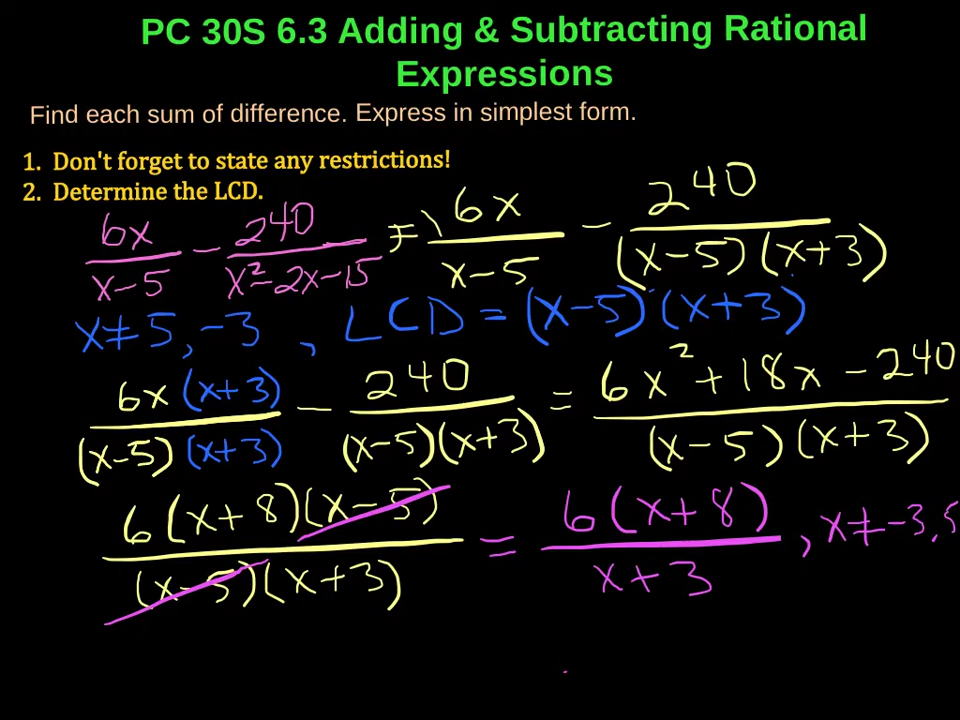 PC 30S 6.3 Adding & Subtracting Rational
Expressions
Find each sum of difference. Express in simplest form.
1. Don't forget to state any restrictions!
2. Determine the LCD.
6x/(x-5) - 240/(x²-2x-15) = 6x/(x-5) - 240/((x-5)(x+3))
x≠5, -3, LCD = (x-5)(x+3)
6x(x+3)/((x-5)(x+3)) - 240/((x-5)(x+3)) = (6x²+18x-240)/((x-5)(x+3))
6(x+8)(x-5)/((x-5)(x+3)) = 6(x+8)/(x+3), x≠-3, 5